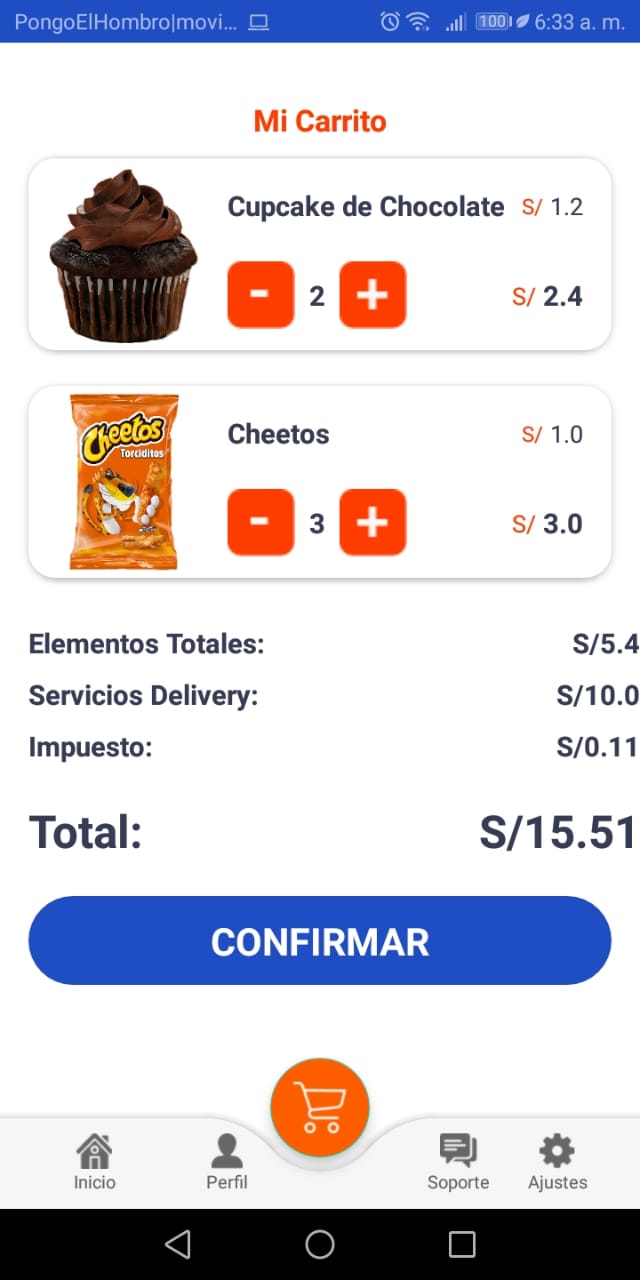 PongoElHombro|movi... 100 6:33 a. m.
Mi Carrito
Cupcake de Chocolate S/ 1.2
- 2 + S/ 2.4
Cheetos
Torciditos
Cheetos S/ 1.0
- 3 + S/ 3.0
Elementos Totales: S/5.4
Servicios Delivery: S/10.0
Impuesto: S/0.11
Total: S/15.51
CONFIRMAR
Inicio Perfil Soporte Ajustes